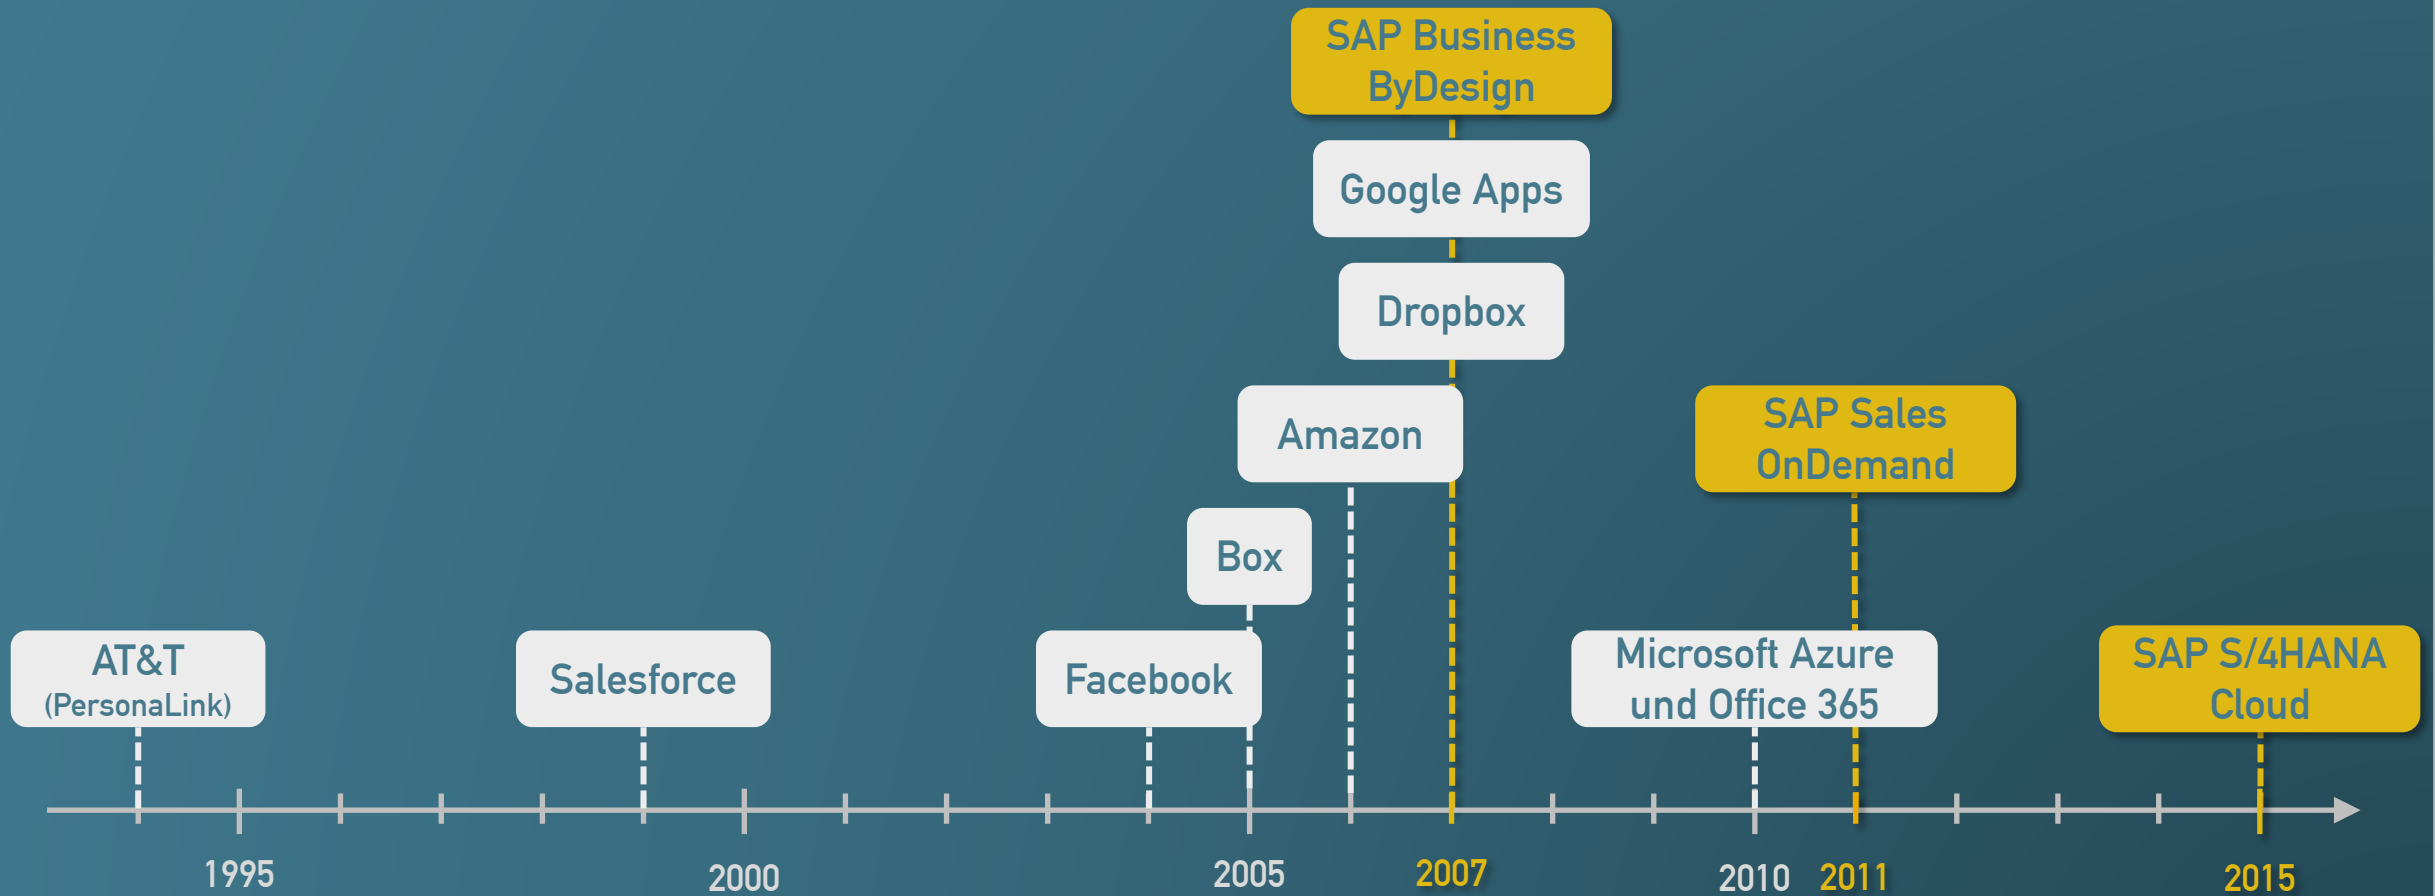 SAP Business
ByDesign
Google Apps
Dropbox
Amazon
SAP Sales
OnDemand
Box
AT&T
(PersonaLink)
Salesforce
Facebook
Microsoft Azure
und Office 365
SAP S/4HANA
Cloud
1995
2000
2005
2007
2010
2011
2015